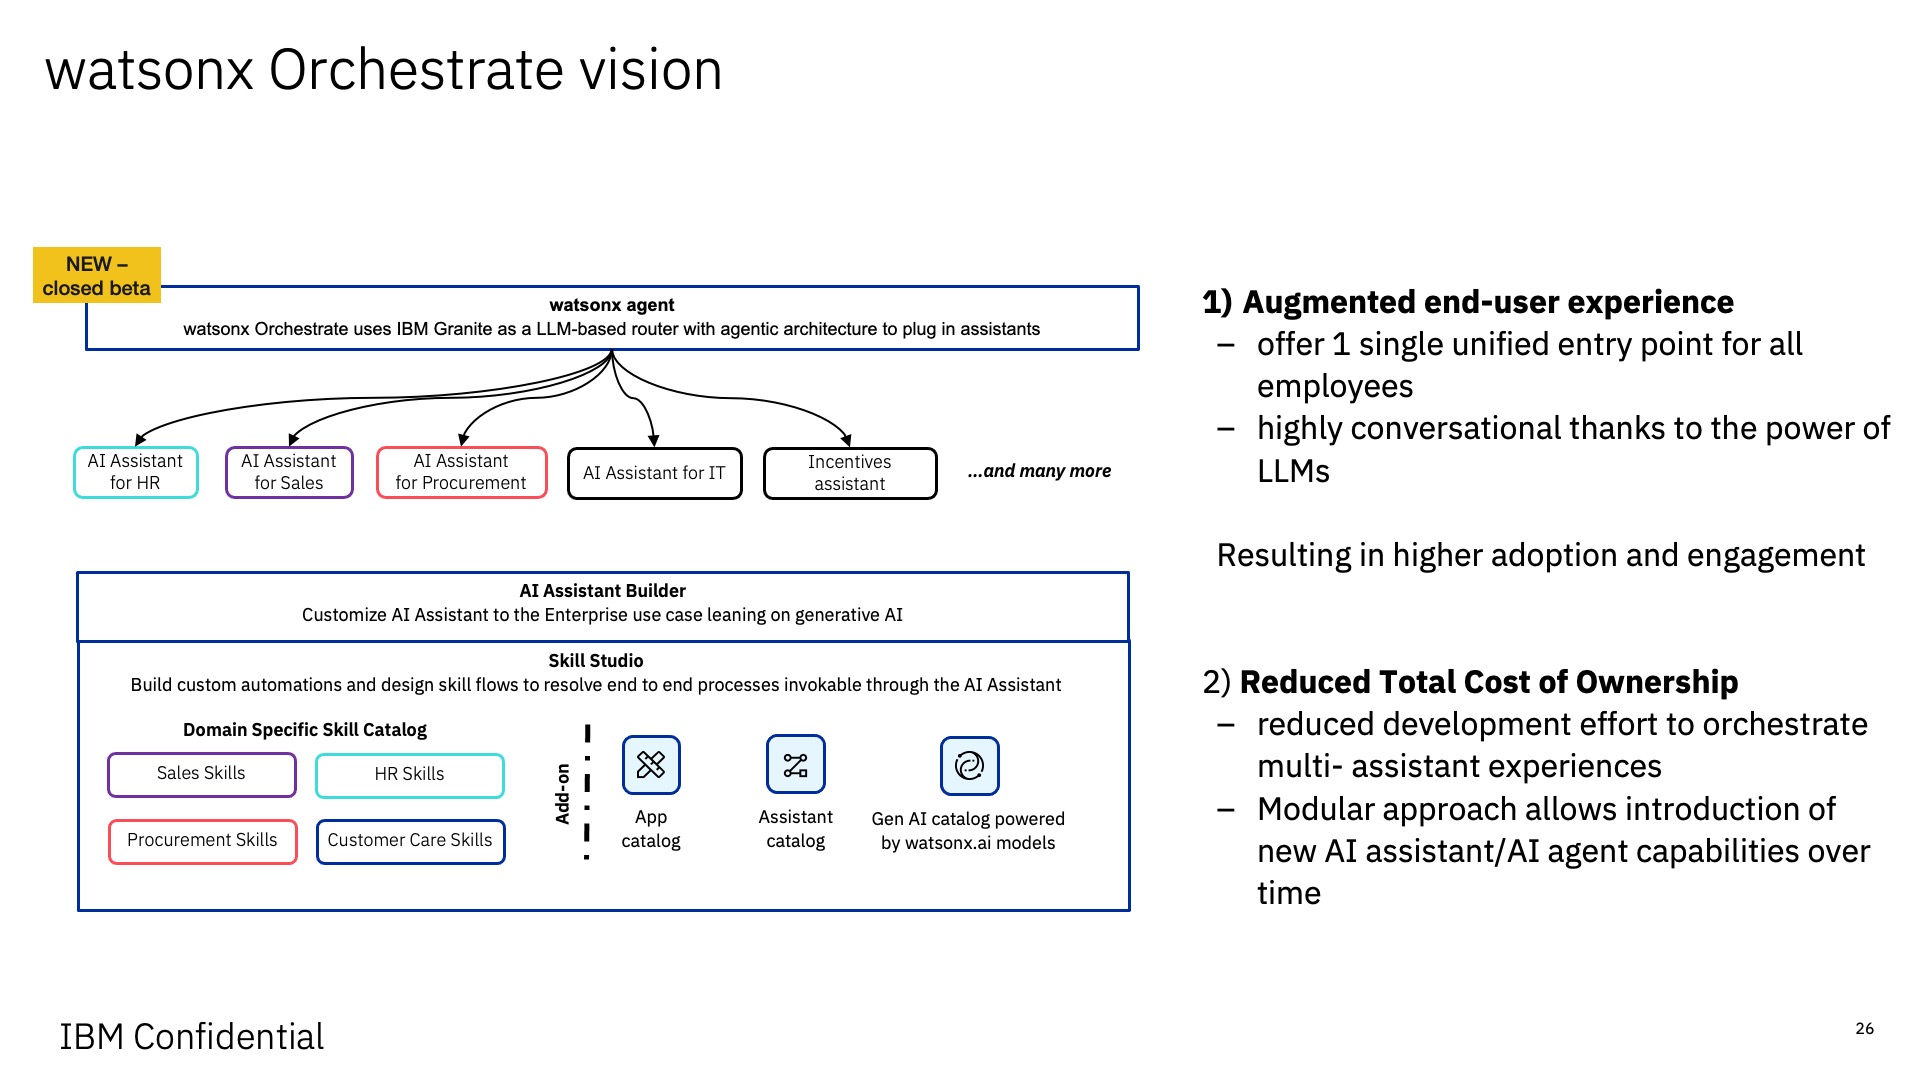 watsonx Orchestrate vision
NEW –
closed beta
watsonx agent
watsonx Orchestrate uses IBM Granite as a LLM-based router with agentic architecture to plug in assistants
AI Assistant
for HR
AI Assistant
for Sales
AI Assistant
for Procurement
AI Assistant for IT
Incentives
assistant
...and many more
AI Assistant Builder
Customize AI Assistant to the Enterprise use case leaning on generative AI
Skill Studio
Build custom automations and design skill flows to resolve end to end processes invokable through the AI Assistant
Domain Specific Skill Catalog
Sales Skills
HR Skills
Procurement Skills
Customer Care Skills
Add-on
App
catalog
Assistant
catalog
Gen AI catalog powered
by watsonx.ai models
1) Augmented end-user experience
– offer 1 single unified entry point for all
employees
– highly conversational thanks to the power of
LLMs
Resulting in higher adoption and engagement
2) Reduced Total Cost of Ownership
– reduced development effort to orchestrate
multi- assistant experiences
– Modular approach allows introduction of
new AI assistant/AI agent capabilities over
time
IBM Confidential
26